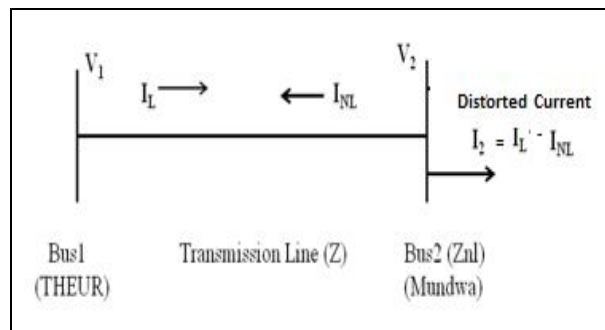 V1
V2
IL
INL
Distorted Current
I2 = IL - INL
Bus1
(THEUR)
Transmission Line (Z)
Bus2 (Znl)
(Mundwa)